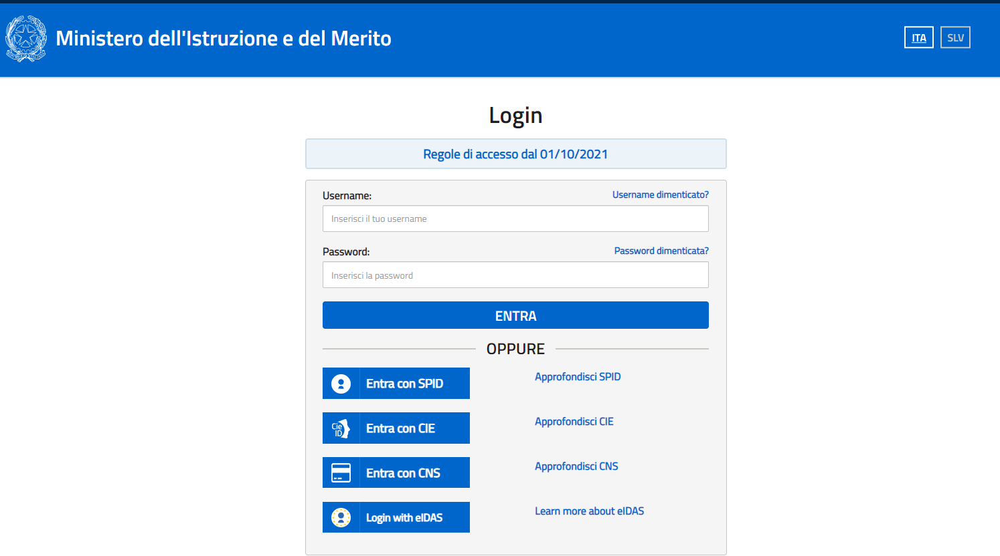 Ministero dell'Istruzione e del Merito
ITA
SLV
Login
Regole di accesso dal 01/10/2021
Username:
Username dimenticato?
Inserisci il tuo username
Password:
Password dimenticata?
Inserisci la password
ENTRA
OPPURE
Entra con SPID
Approfondisci SPID
Cie
ID
Entra con CIE
Approfondisci CIE
Entra con CNS
Approfondisci CNS
Login with eIDAS
Learn more about eIDAS